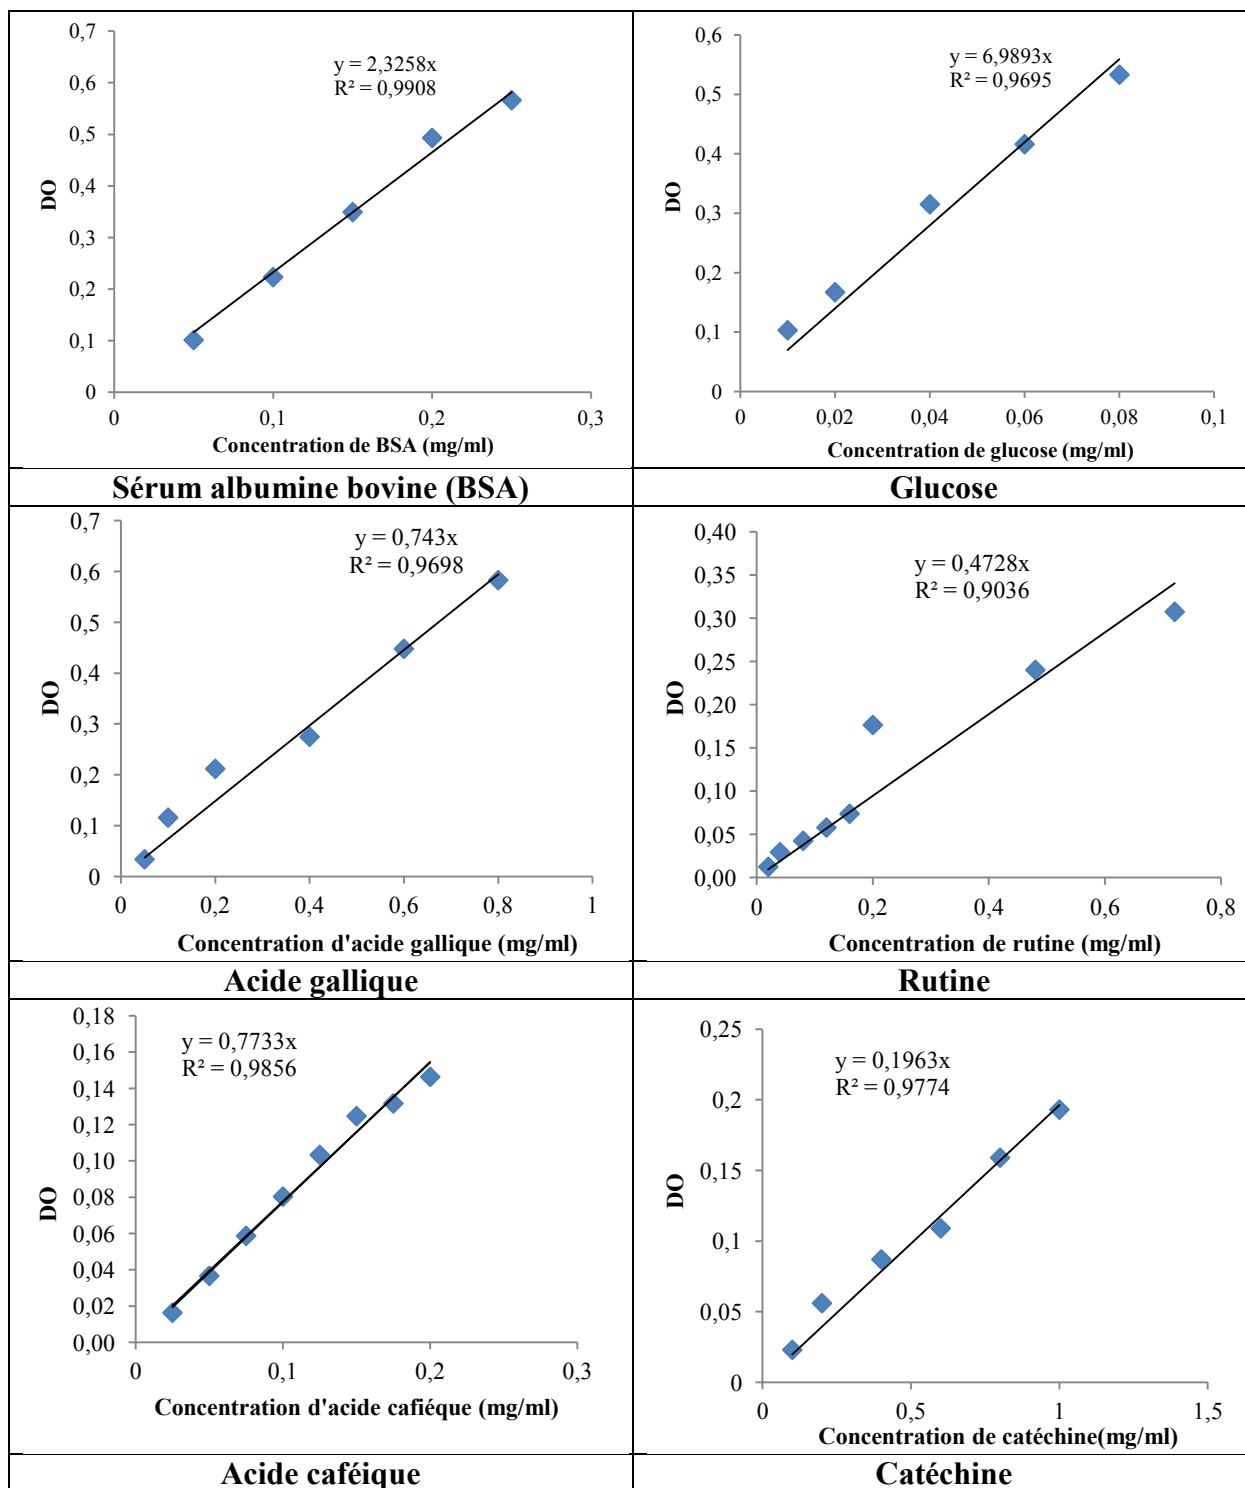 0,7
0,6
0,5
0,4
0,3
0,2
0,1
0
DO
y = 2,3258x
R² = 0,9908
0 0,1 0,2 0,3
Concentration de BSA (mg/ml)
Sérum albumine bovine (BSA)
0,6
0,5
0,4
0,3
0,2
0,1
0
DO
y = 6,9893x
R² = 0,9695
0 0,02 0,04 0,06 0,08 0,1
Concentration de glucose (mg/ml)
Glucose
0,7
0,6
0,5
0,4
0,3
0,2
0,1
0
DO
y = 0,743x
R² = 0,9698
0 0,2 0,4 0,6 0,8 1
Concentration d'acide gallique (mg/ml)
Acide gallique
0,40
0,35
0,30
0,25
0,20
0,15
0,10
0,05
0,00
DO
y = 0,4728x
R² = 0,9036
0 0,2 0,4 0,6 0,8
Concentration de rutine (mg/ml)
Rutine
0,18
0,16
0,14
0,12
0,10
0,08
0,06
0,04
0,02
0,00
DO
y = 0,7733x
R² = 0,9856
0 0,1 0,2 0,3
Concentration d'acide cafiéque (mg/ml)
Acide caféique
0,25
0,2
0,15
0,1
0,05
0
DO
y = 0,1963x
R² = 0,9774
0 0,5 1 1,5
Concentration de catéchine(mg/ml)
Catéchine